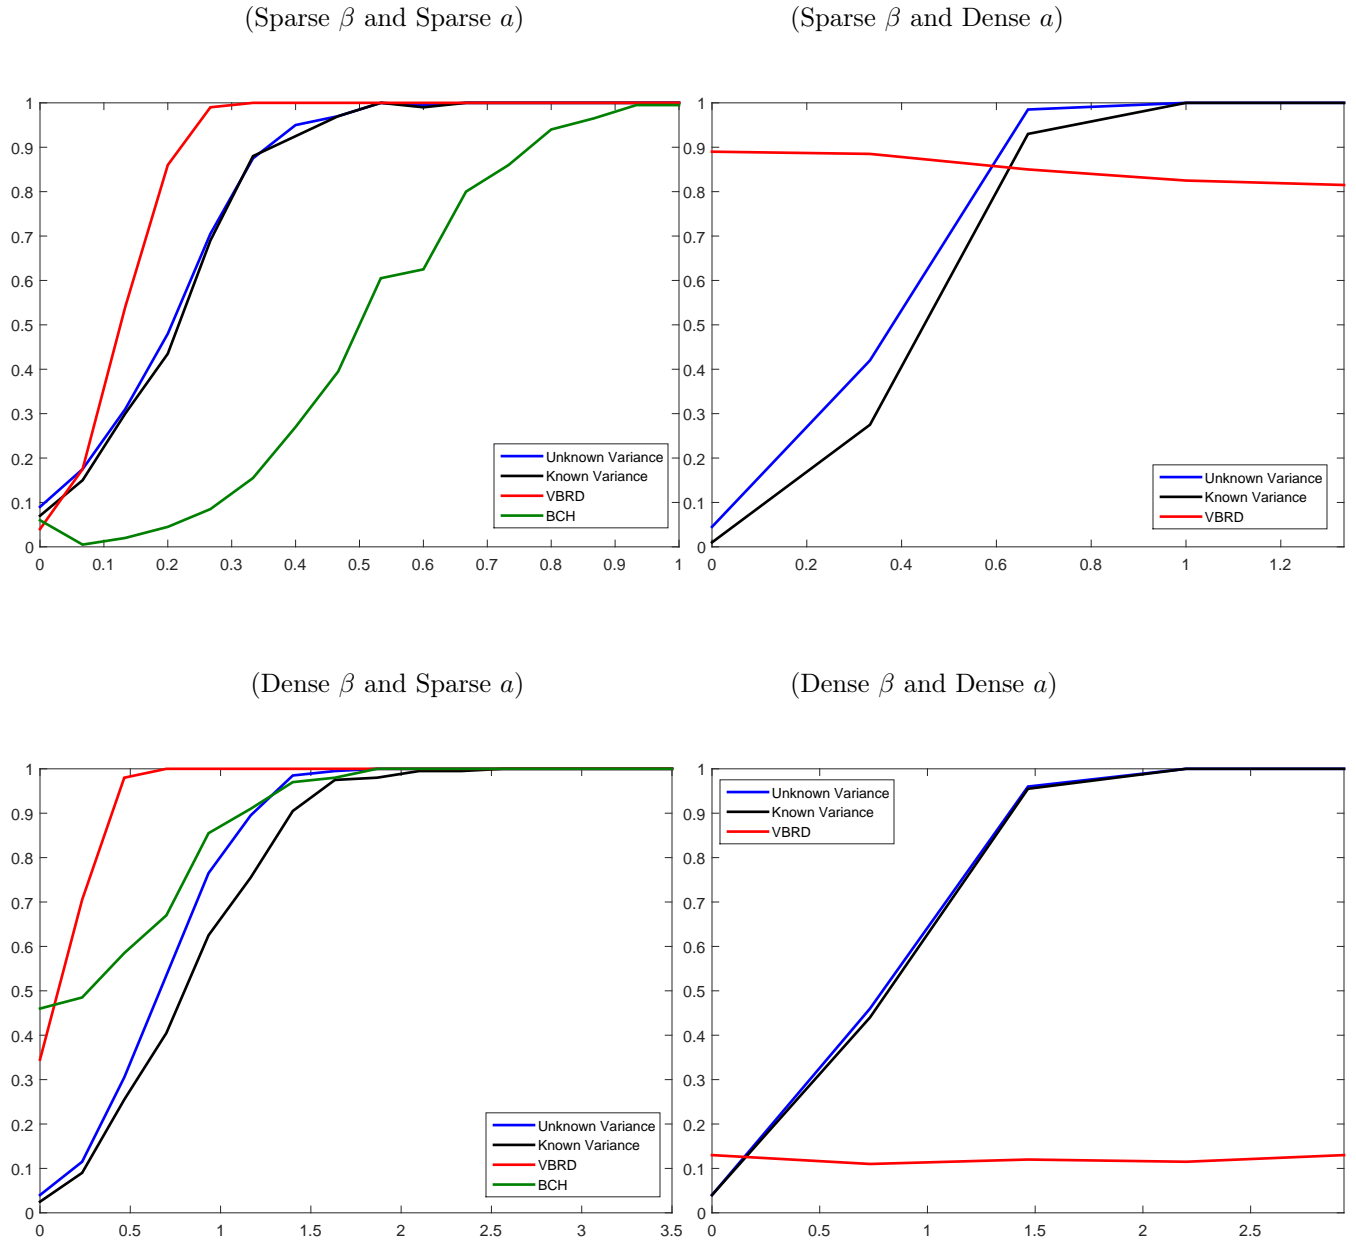 (Sparse β and Sparse a)
1
0.9
0.8
0.7
0.6
0.5
0.4
0.3
0.2
0.1
0
Unknown Variance
Known Variance
VBRD
BCH
0 0.1 0.2 0.3 0.4 0.5 0.6 0.7 0.8 0.9 1
(Sparse β and Dense a)
1
0.9
0.8
0.7
0.6
0.5
0.4
0.3
0.2
0.1
0
Unknown Variance
Known Variance
VBRD
0 0.2 0.4 0.6 0.8 1 1.2
(Dense β and Sparse a)
1
0.9
0.8
0.7
0.6
0.5
0.4
0.3
0.2
0.1
0
Unknown Variance
Known Variance
VBRD
BCH
0 0.5 1 1.5 2 2.5 3 3.5
(Dense β and Dense a)
1
0.9
0.8
0.7
0.6
0.5
0.4
0.3
0.2
0.1
0
Unknown Variance
Known Variance
VBRD
0 0.5 1 1.5 2 2.5